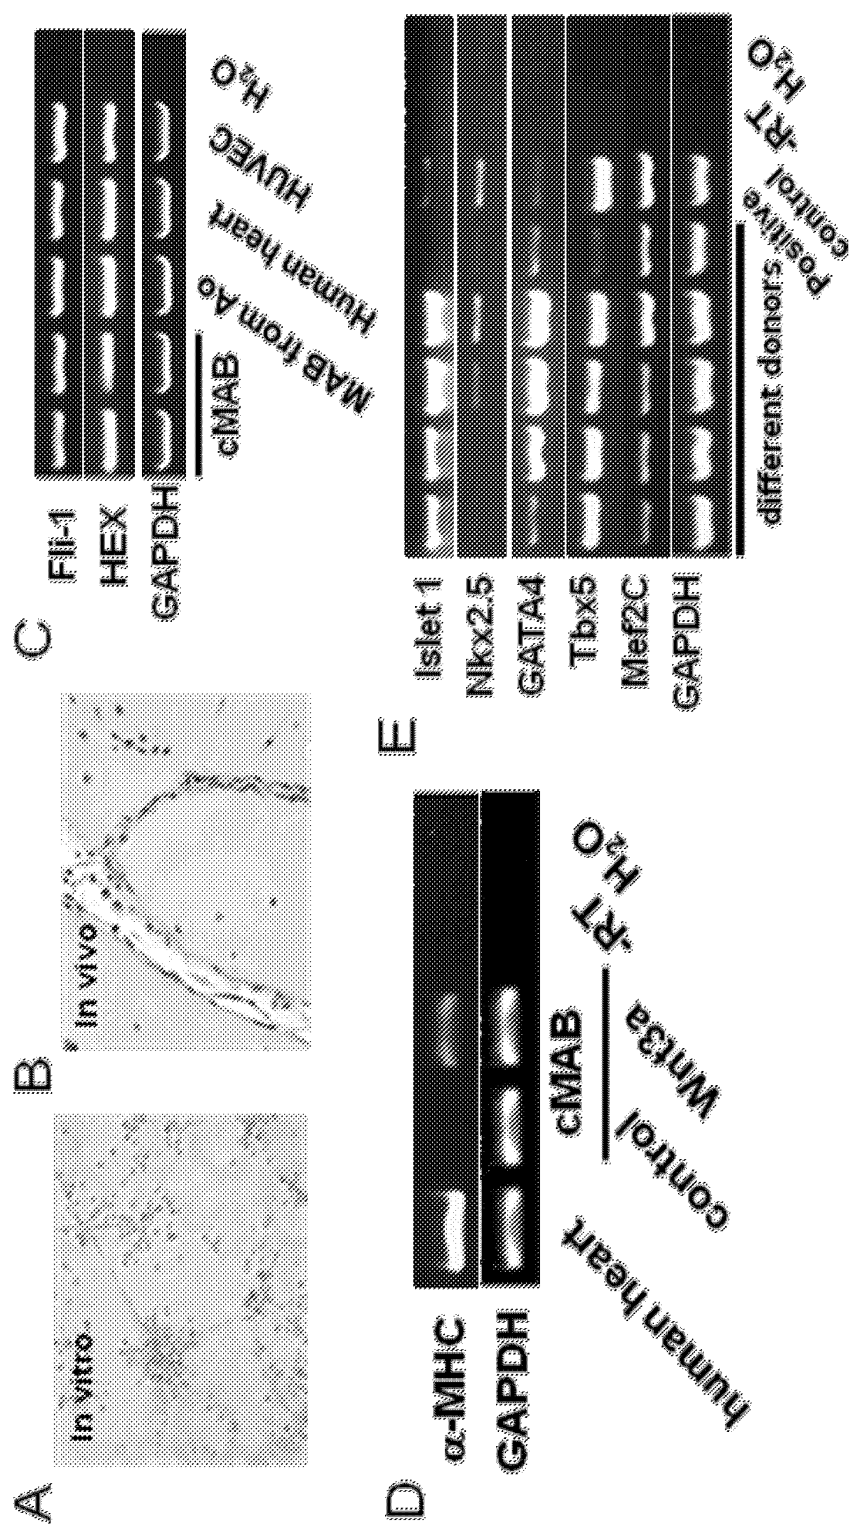 A
In vitro
B
In vivo
C
Fli-1
HEX
GAPDH
cMAB
MAB from Ao
Human heart
HUVEC
H₂O
D
α-MHC
GAPDH
human heart
control
Wnt3a
cMAB
-RT
H₂O
E
Islet 1
Nkx2.5
GATA4
Tbx5
Mef2C
GAPDH
different donors
Positive
control
-RT
H₂O